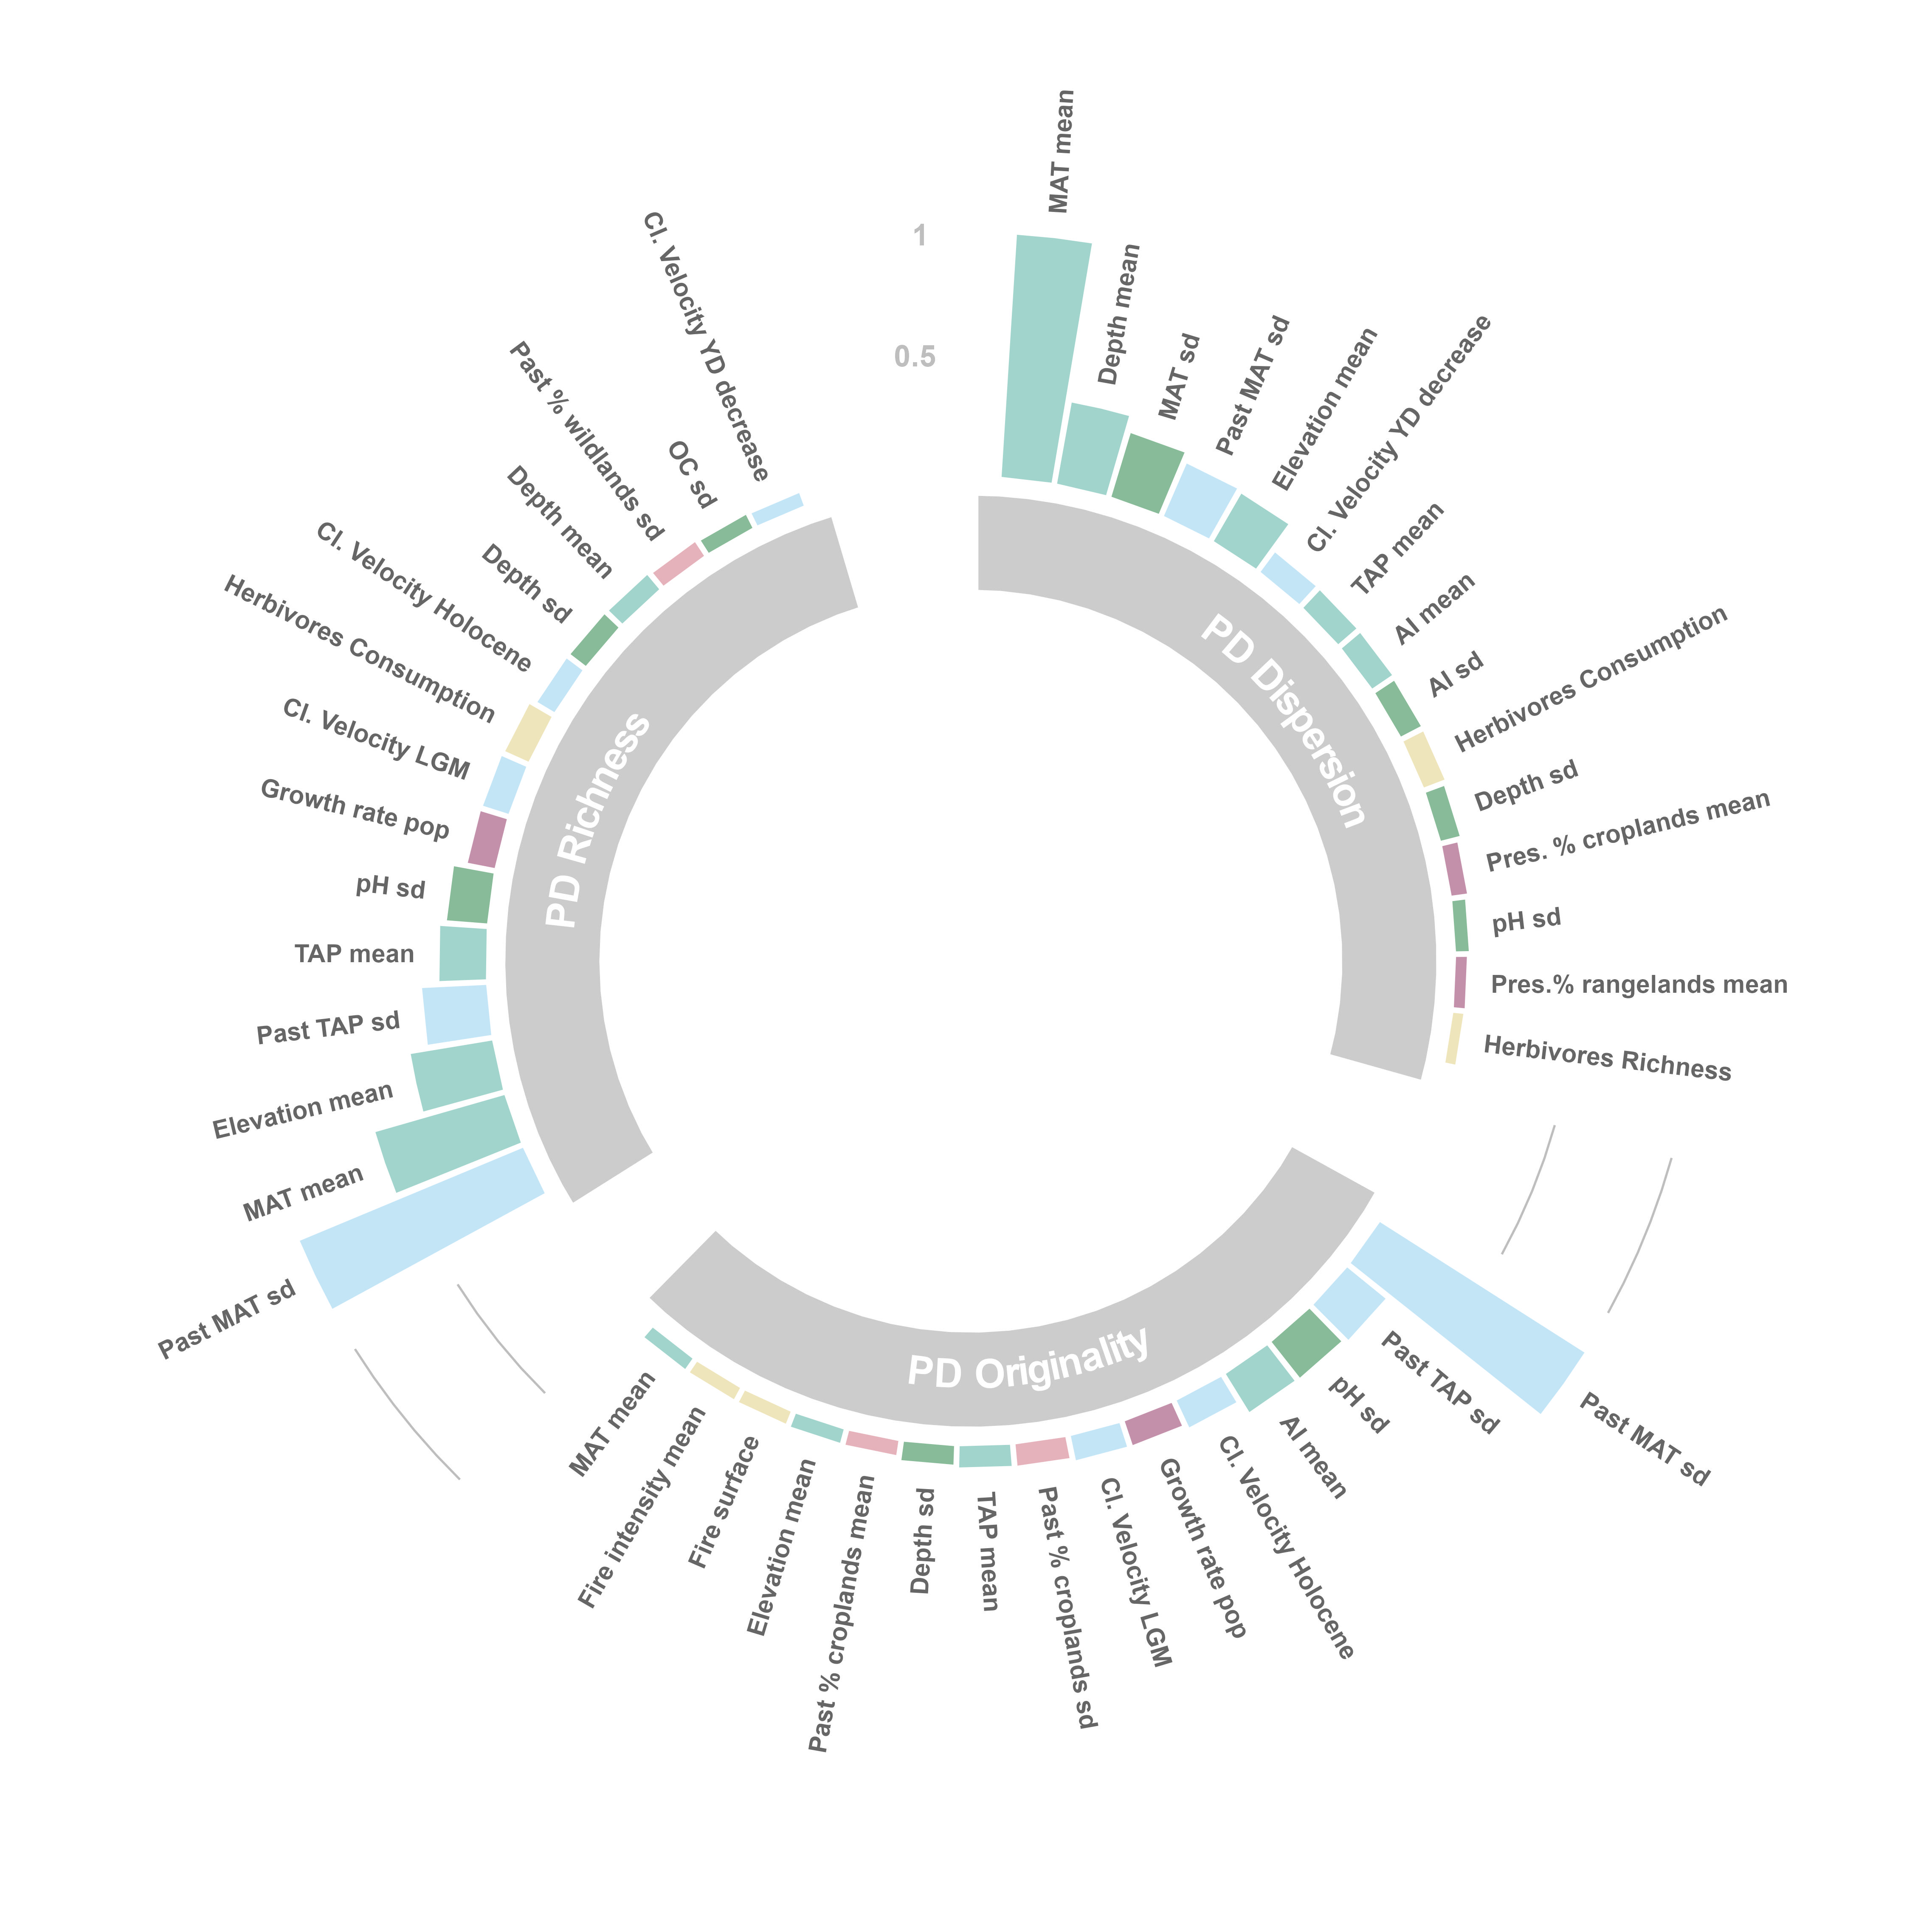 1
0.5
MAT mean
Depth mean
MAT sd
Past MAT sd
Elevation mean
Cl. Velocity YD decrease
TAP mean
AI mean
AI sd
Herbivores Consumption
Depth sd
Pres. % croplands mean
pH sd
Pres.% rangelands mean
Herbivores Richness
PD Dispersion
Past MAT sd
Past TAP sd
pH sd
AI mean
Cl. Velocity Holocene
Growth rate pop
Cl. Velocity LGM
Past % croplands sd
TAP mean
Depth sd
Past % croplands mean
Elevation mean
Fire surface
Fire intensity mean
MAT mean
PD Originality
Past MAT sd
MAT mean
Elevation mean
Past TAP sd
TAP mean
pH sd
Growth rate pop
Cl. Velocity LGM
Herbivores Consumption
Cl. Velocity Holocene
Depth sd
Depth mean
Past % wildlands sd
OC sd
Cl. Velocity YD decrease
PD Richness